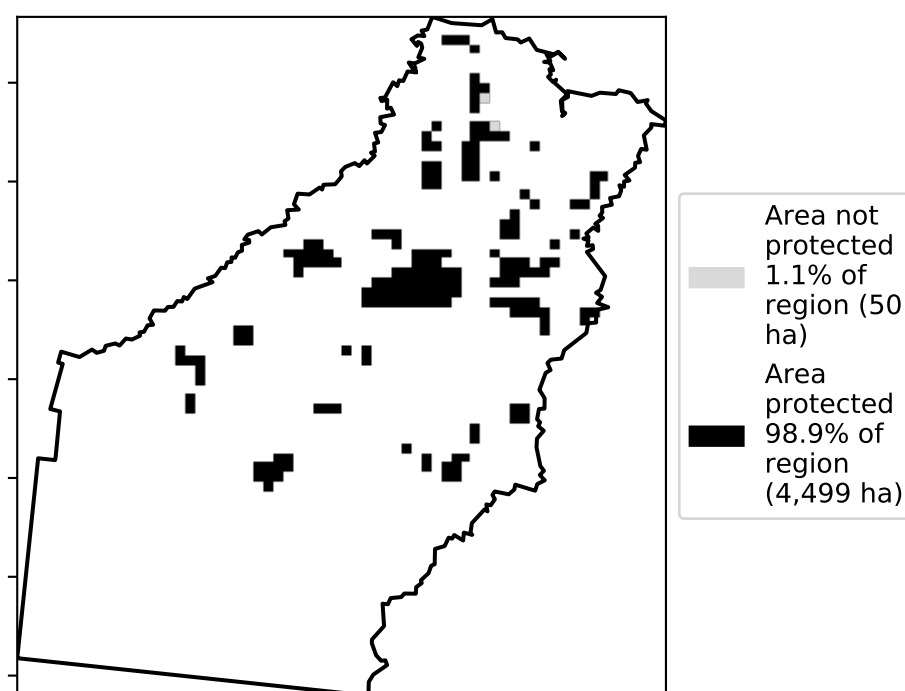 Area not
protected
1.1% of
region (50
ha)
Area
protected
98.9% of
region
(4,499 ha)